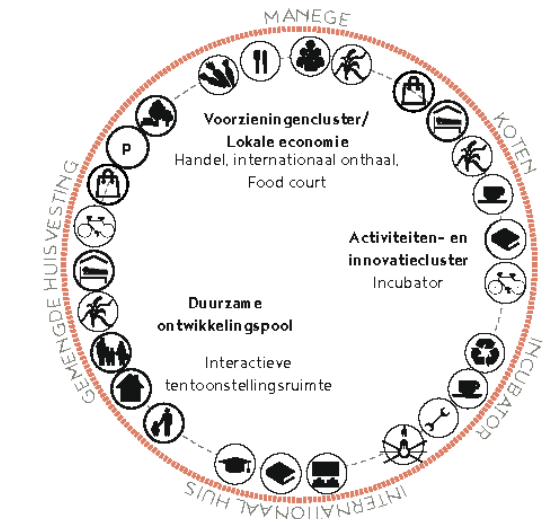 MANEGE
KOTEN
Voorzieningencluster/
Lokale economie
Handel, internationaal onthaal,
Food court
P
GEMENGDE HUISVESTING
Activiteiten- en
innovatiecluster
Incubator
Duurzame
ontwikkelingspool
Interactieve
tentoonstellingsruimte
INCUBATOR
INTERNATIONAAL HUIS